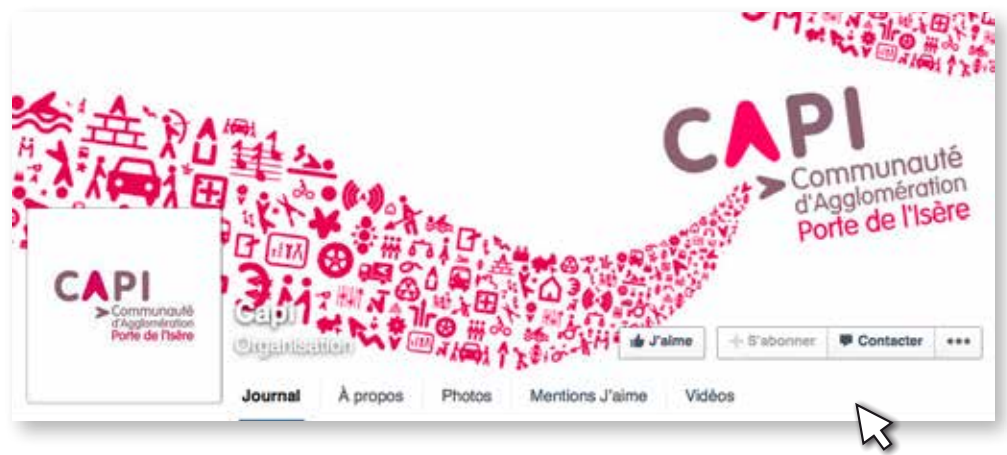 CAPI
Communauté
d'Agglomération
Porte de l'Isère
CAPI
Communauté
d'Agglomération
Porte de l'Isère
Capi
Organisation
J'aime
S'abonner
Contacter
Journal
À propos
Photos
Mentions J'aime
Vidéos